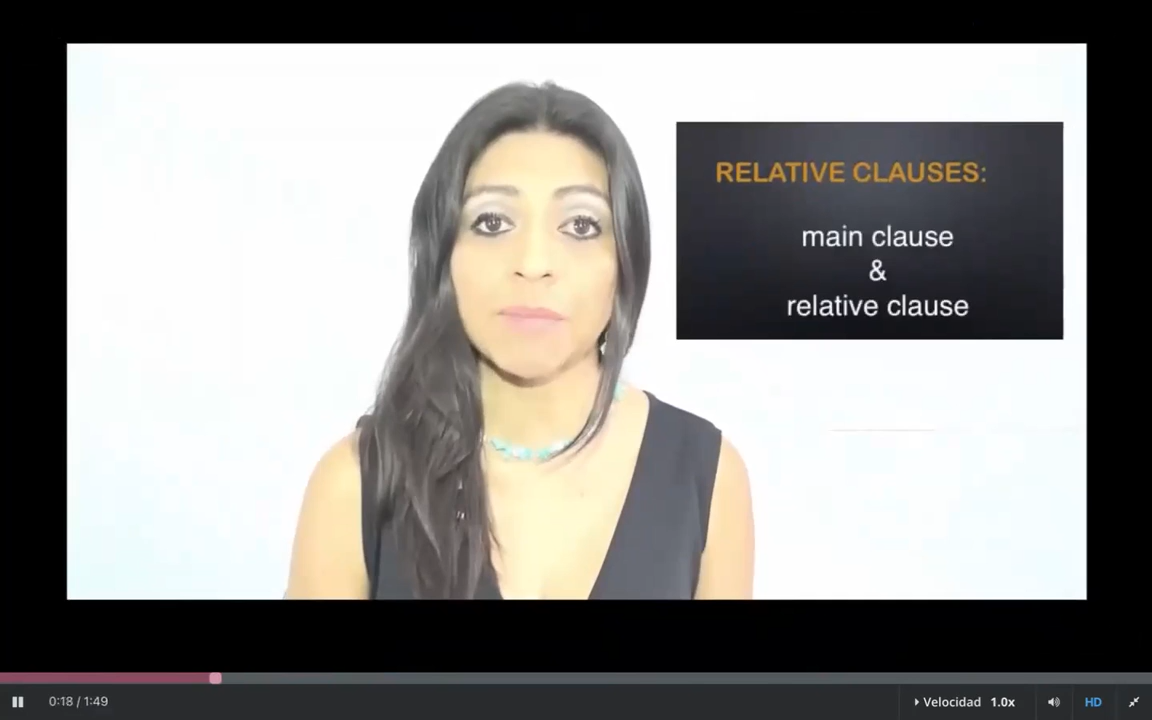 RELATIVE CLAUSES:
main clause
&
relative clause
0:18 / 1:49
Velocidad 1.0x
HD